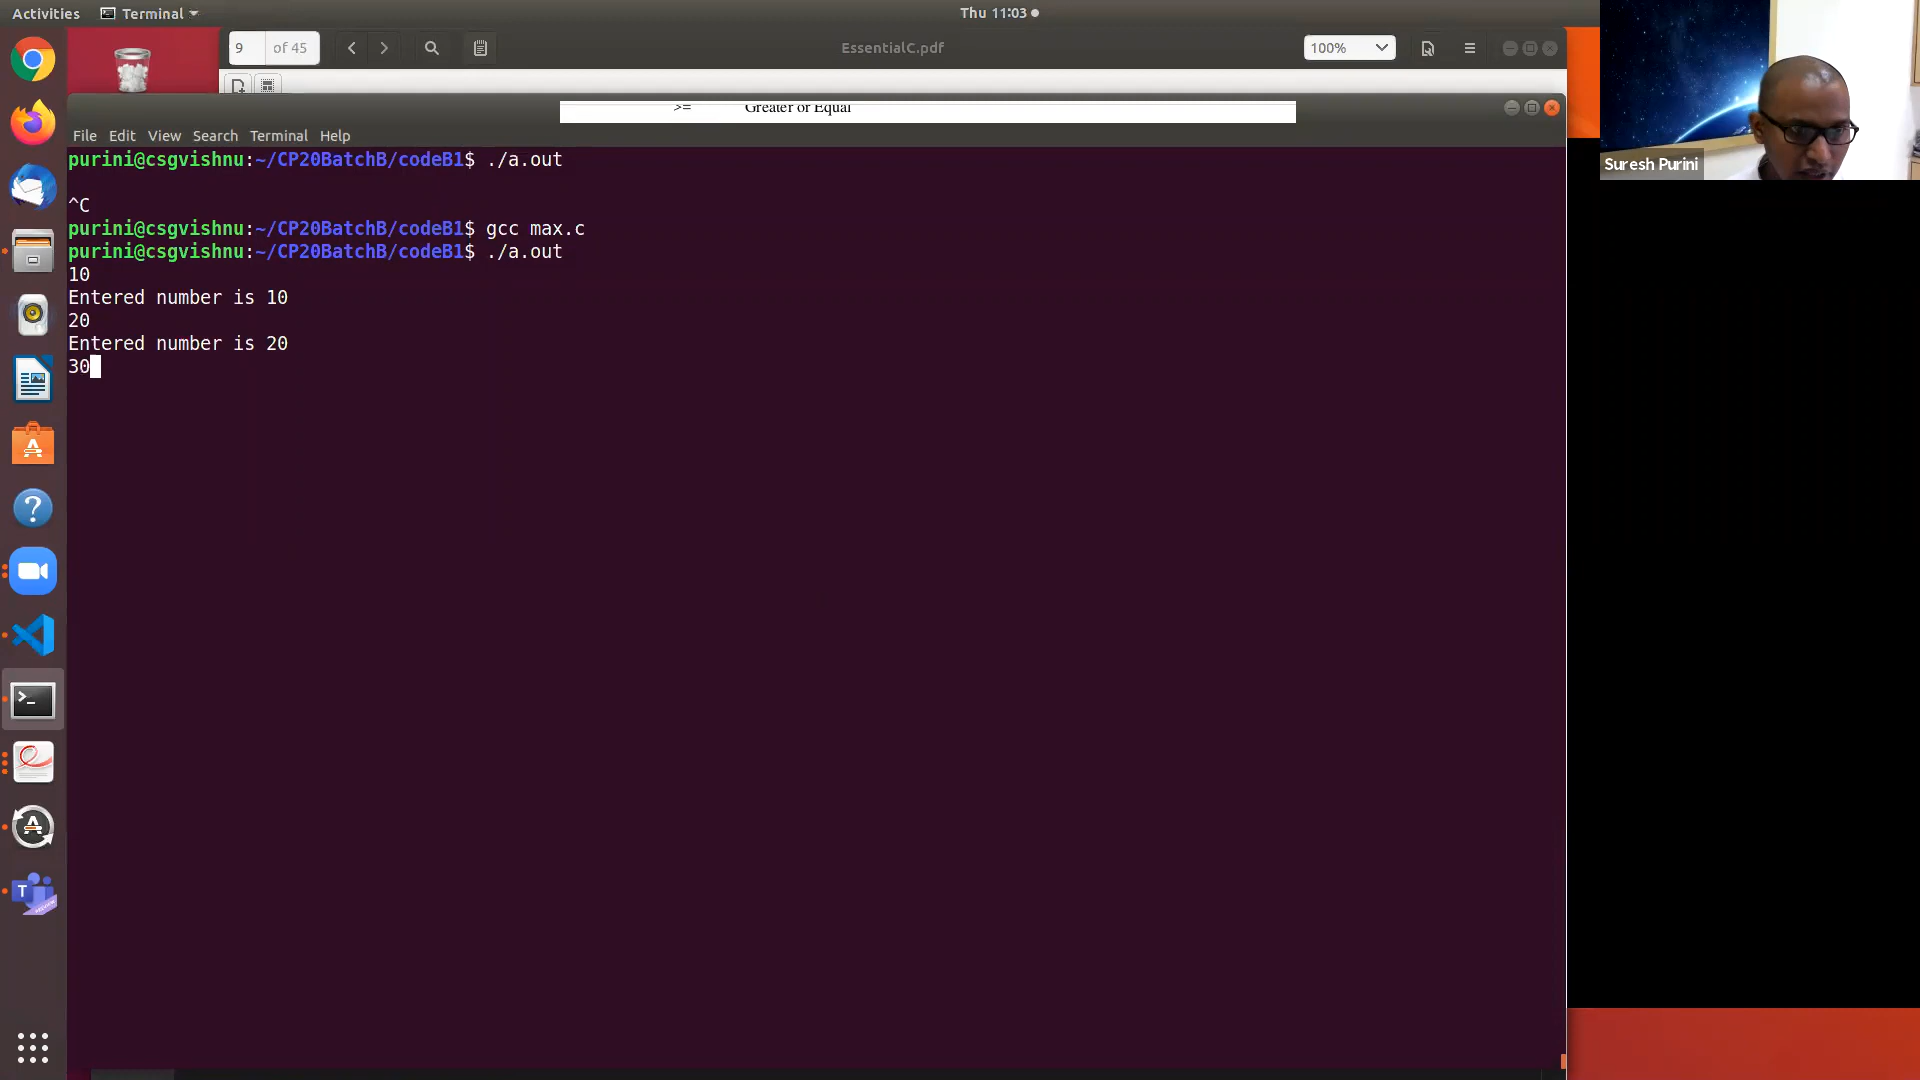 Activities
Terminal
Thu 11:03
9 of 45
EssentialC.pdf
100%
>= Greater or Equal
File Edit View Search Terminal Help
purini@csgvishnu:~/CP20BatchB/codeB1$ ./a.out
^C
purini@csgvishnu:~/CP20BatchB/codeB1$ gcc max.c
purini@csgvishnu:~/CP20BatchB/codeB1$ ./a.out
10
Entered number is 10
20
Entered number is 20
30
Suresh Purini